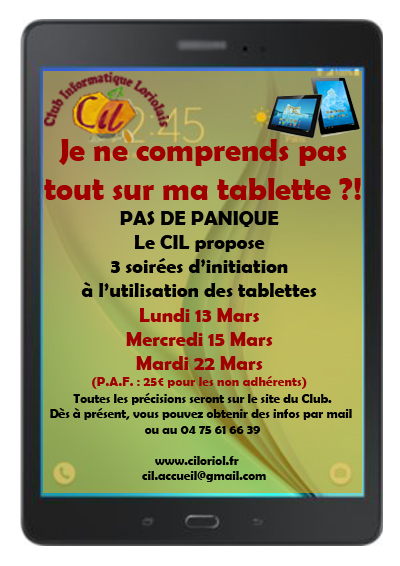 Club Informatique Loriolais
CIL
2:45
Je ne comprends pas
tout sur ma tablette ?!
PAS DE PANIQUE
Le CIL propose
3 soirées d'initiation
à l'utilisation des tablettes
Lundi 13 Mars
Mercredi 15 Mars
Mardi 22 Mars
(P.A.F. : 25€ pour les non adhérents)
Toutes les précisions seront sur le site du Club.
Dès à présent, vous pouvez obtenir des infos par mail
ou au 04 75 61 66 39
www.ciloriol.fr
cil.accueil@gmail.com